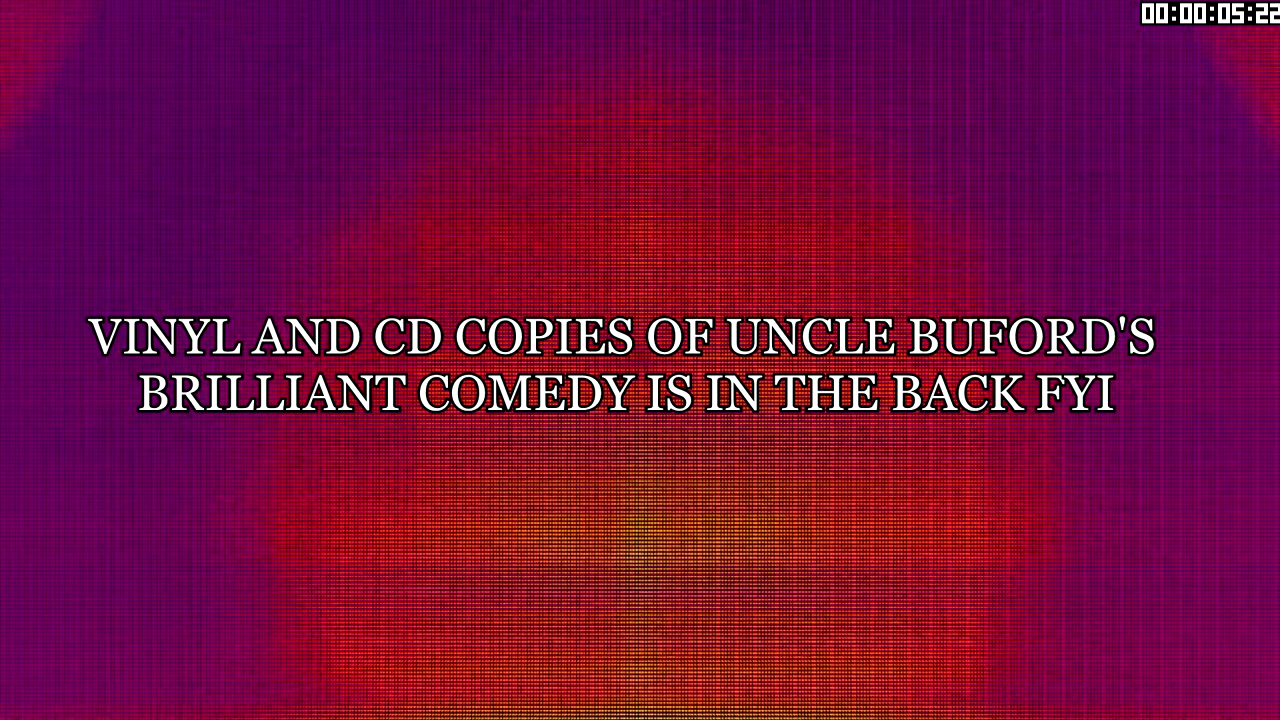 00:00:05:22
VINYL AND CD COPIES OF UNCLE BUFORD'S
BRILLIANT COMEDY IS IN THE BACK FYI